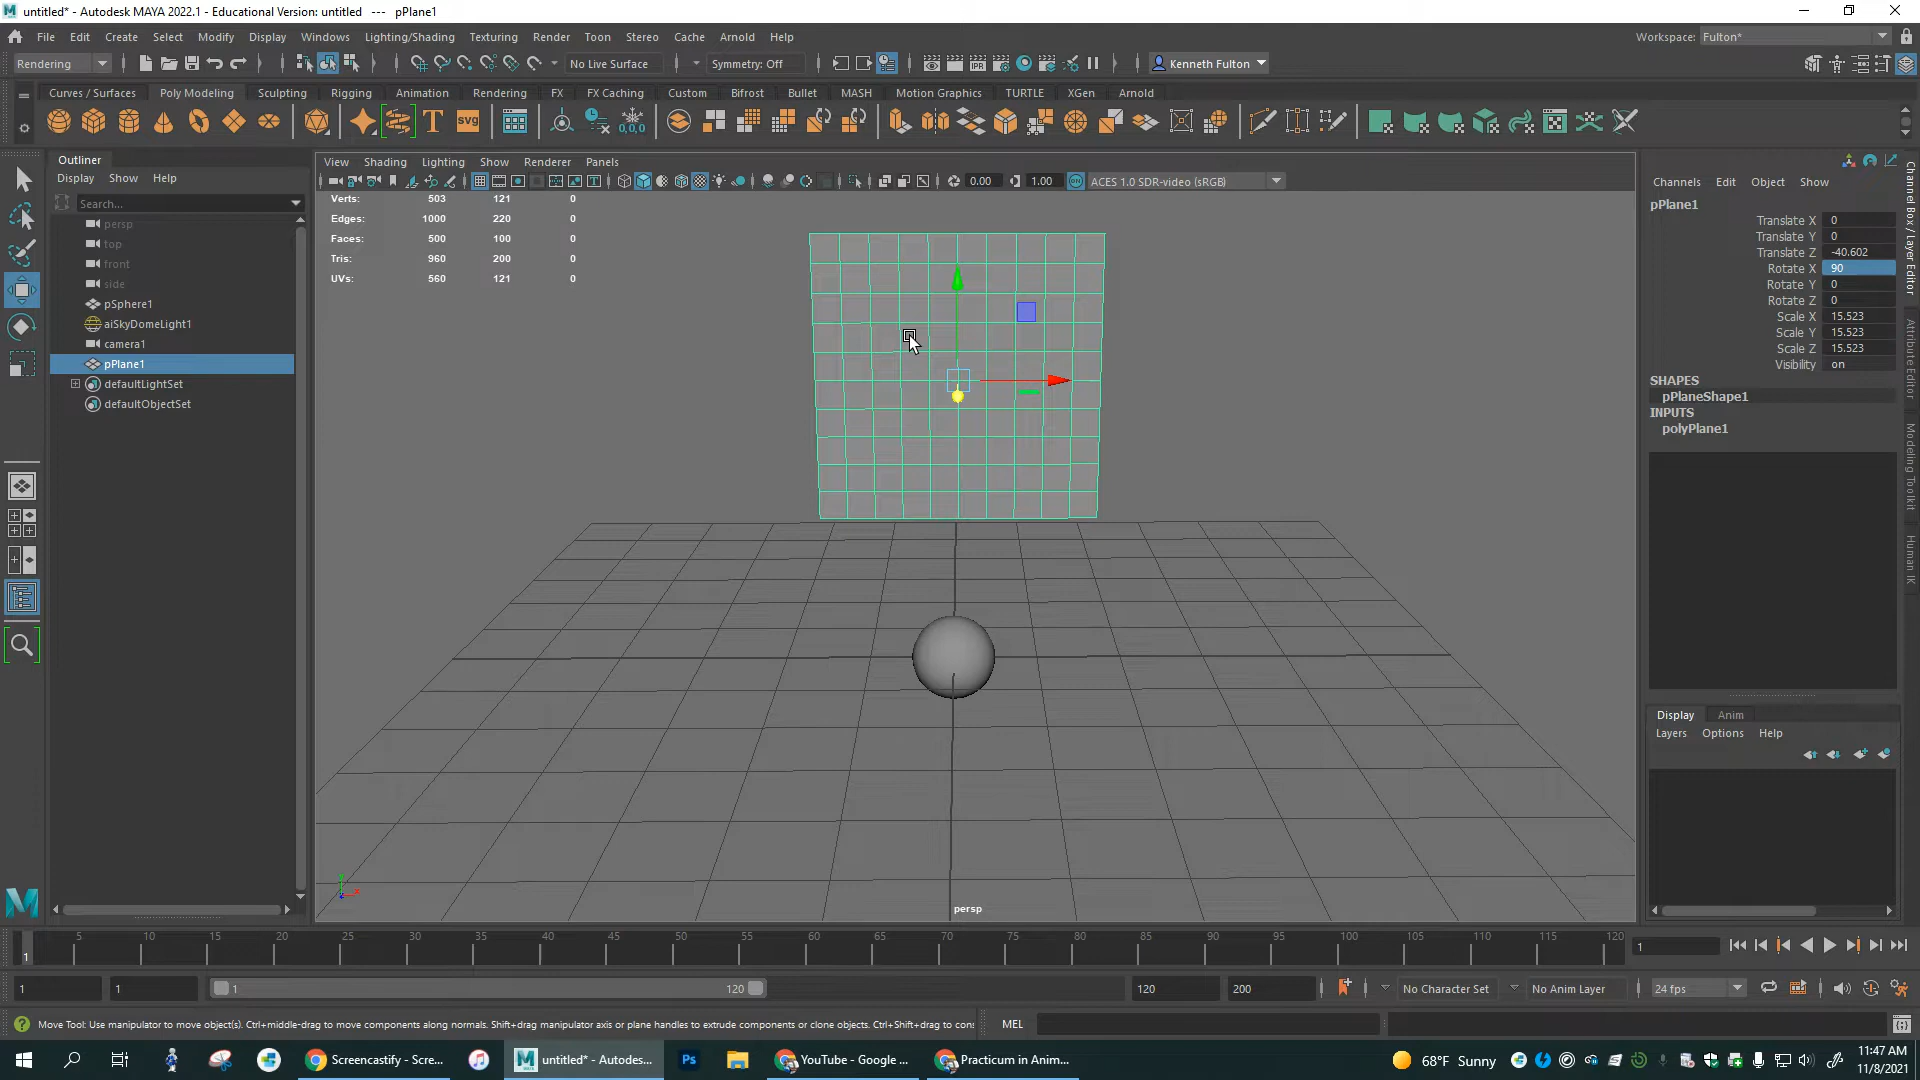 untitled* - Autodesk MAYA 2022.1 - Educational Version: untitled --- pPlane1
File Edit Create Select Modify Display Windows Lighting/Shading Texturing Render Toon Stereo Cache Arnold Help
Workspace: Fulton*
Rendering No Live Surface Symmetry: Off IPR Kenneth Fulton
Curves / Surfaces Poly Modeling Sculpting Rigging Animation Rendering FX FX Caching Custom Bifrost Bullet MASH Motion Graphics TURTLE XGen Arnold
T SVG 0,0,0
Outliner
Display Show Help
Search...
persp
top
front
side
pSphere1
aiSkyDomeLight1
camera1
pPlane1
defaultLightSet
defaultObjectSet
View Shading Lighting Show Renderer Panels
0.00 1.00 ACES 1.0 SDR-video (sRGB)
Verts: 503 121 0
Edges: 1000 220 0
Faces: 500 100 0
Tris: 960 200 0
UVs: 560 121 0
persp
Channels Edit Object Show
pPlane1
Translate X 0
Translate Y 0
Translate Z -40.602
Rotate X 90
Rotate Y 0
Rotate Z 0
Scale X 15.523
Scale Y 15.523
Scale Z 15.523
Visibility on
SHAPES
pPlaneShape1
INPUTS
polyPlane1
Channel Box / Layer Editor
Attribute Editor
Modeling Toolkit
Human IK
Display Anim
Layers Options Help
5 10 15 20 25 30 35 40 45 50 55 60 65 70 75 80 85 90 95 100 105 110 115 120
1
1
1 1 1 120 120 200 No Character Set No Anim Layer 24 fps
Move Tool: Use manipulator to move object(s). Ctrl+middle-drag to move components along normals. Shift+drag manipulator axis or plane handles to extrude components or clone objects. Ctrl+Shift+drag to con
MEL
Screencastify - Scre...
untitled* - Autodes...
Ps
YouTube - Google ...
Practicum in Anim...
68°F Sunny
11:47 AM
11/8/2021